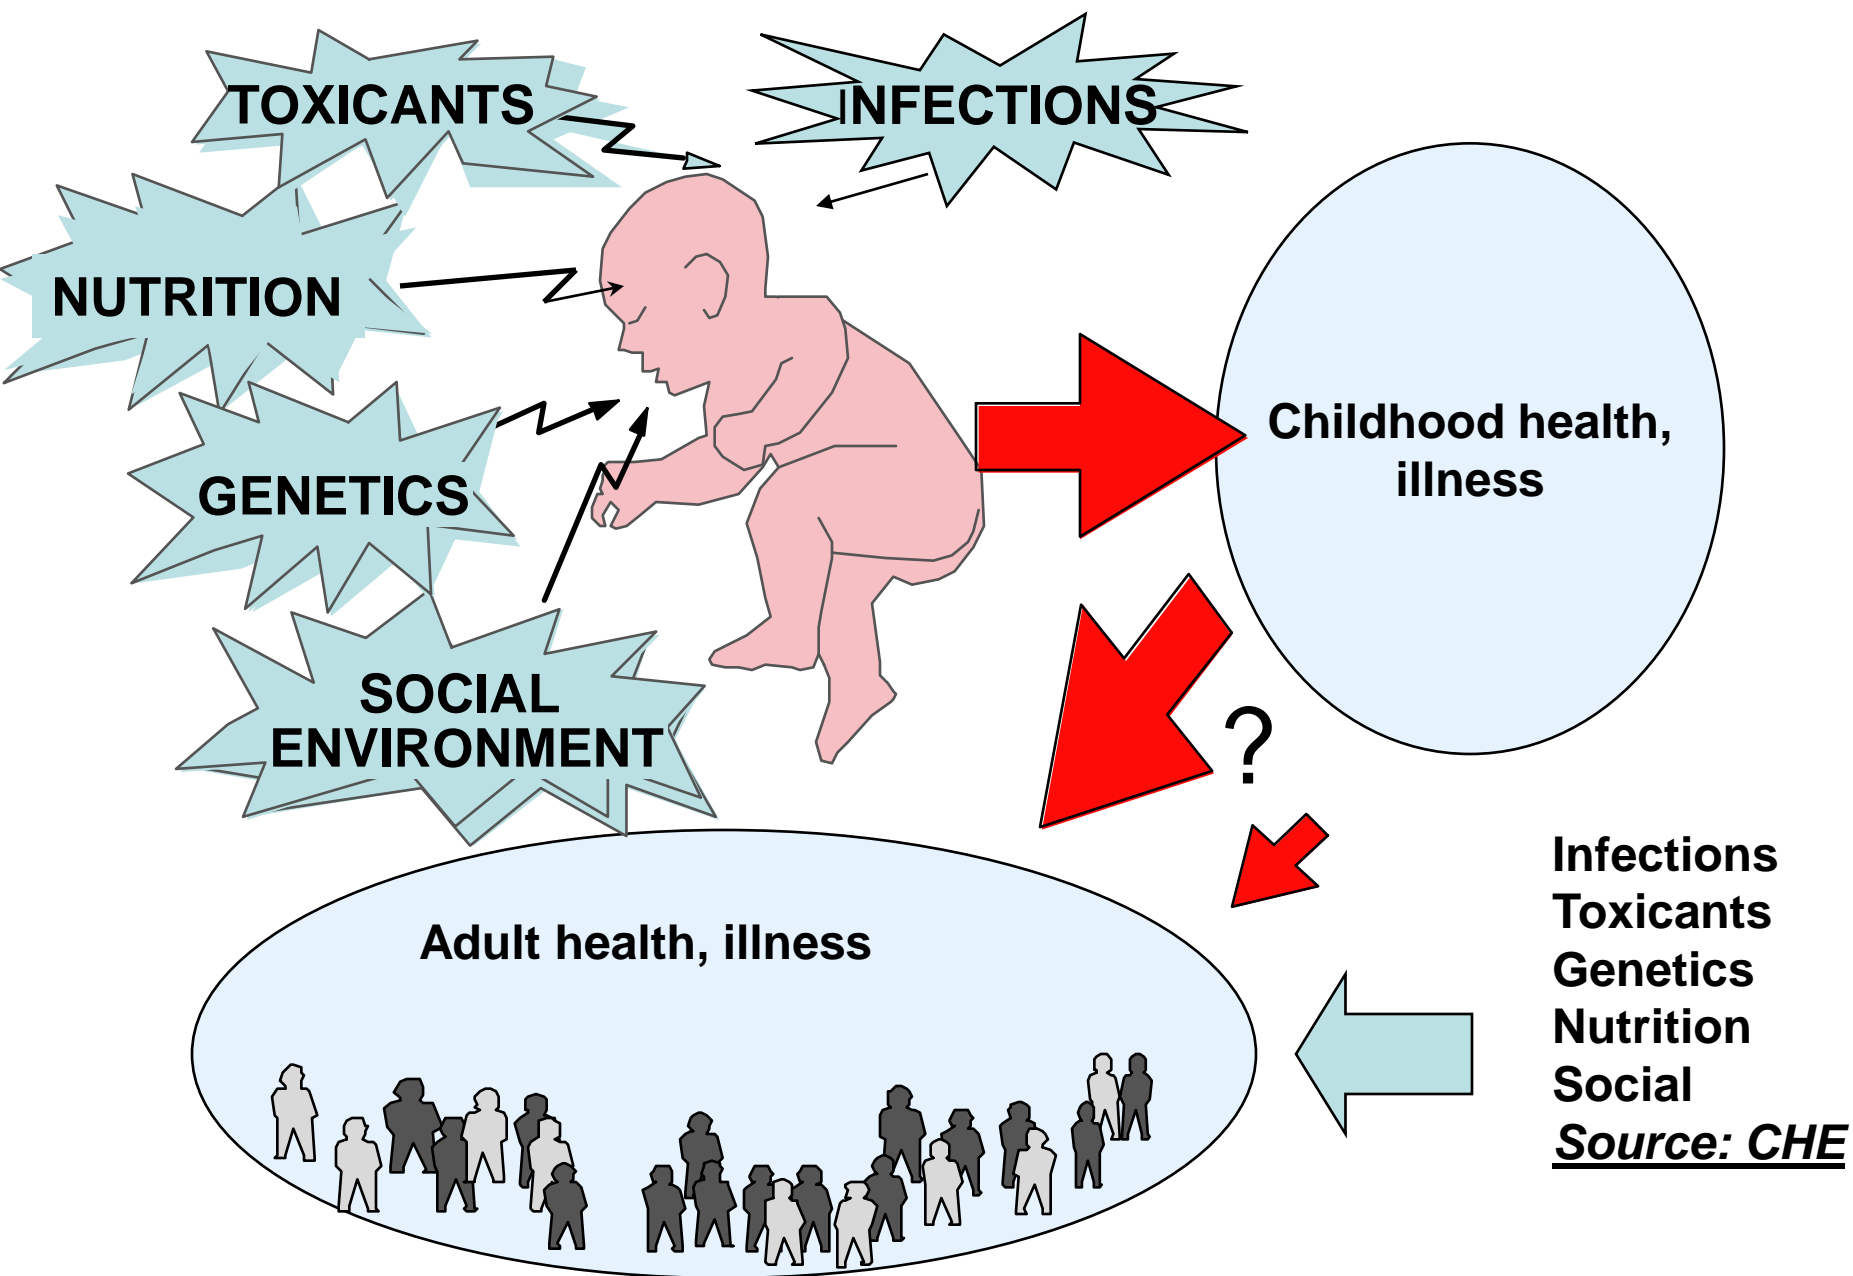 TOXICANTS
INFECTIONS
NUTRITION
GENETICS
SOCIAL
ENVIRONMENT
Childhood health,
illness
?
Adult health, illness
Infections
Toxicants
Genetics
Nutrition
Social
Source: CHE